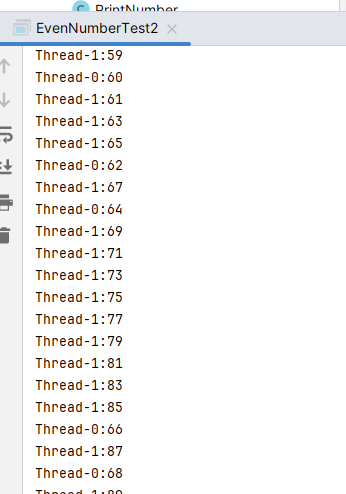 PrintNumber
EvenNumberTest2
Thread-1:59
Thread-0:60
Thread-1:61
Thread-1:63
Thread-1:65
Thread-0:62
Thread-1:67
Thread-0:64
Thread-1:69
Thread-1:71
Thread-1:73
Thread-1:75
Thread-1:77
Thread-1:79
Thread-1:81
Thread-1:83
Thread-1:85
Thread-0:66
Thread-1:87
Thread-0:68
Thread-1:89